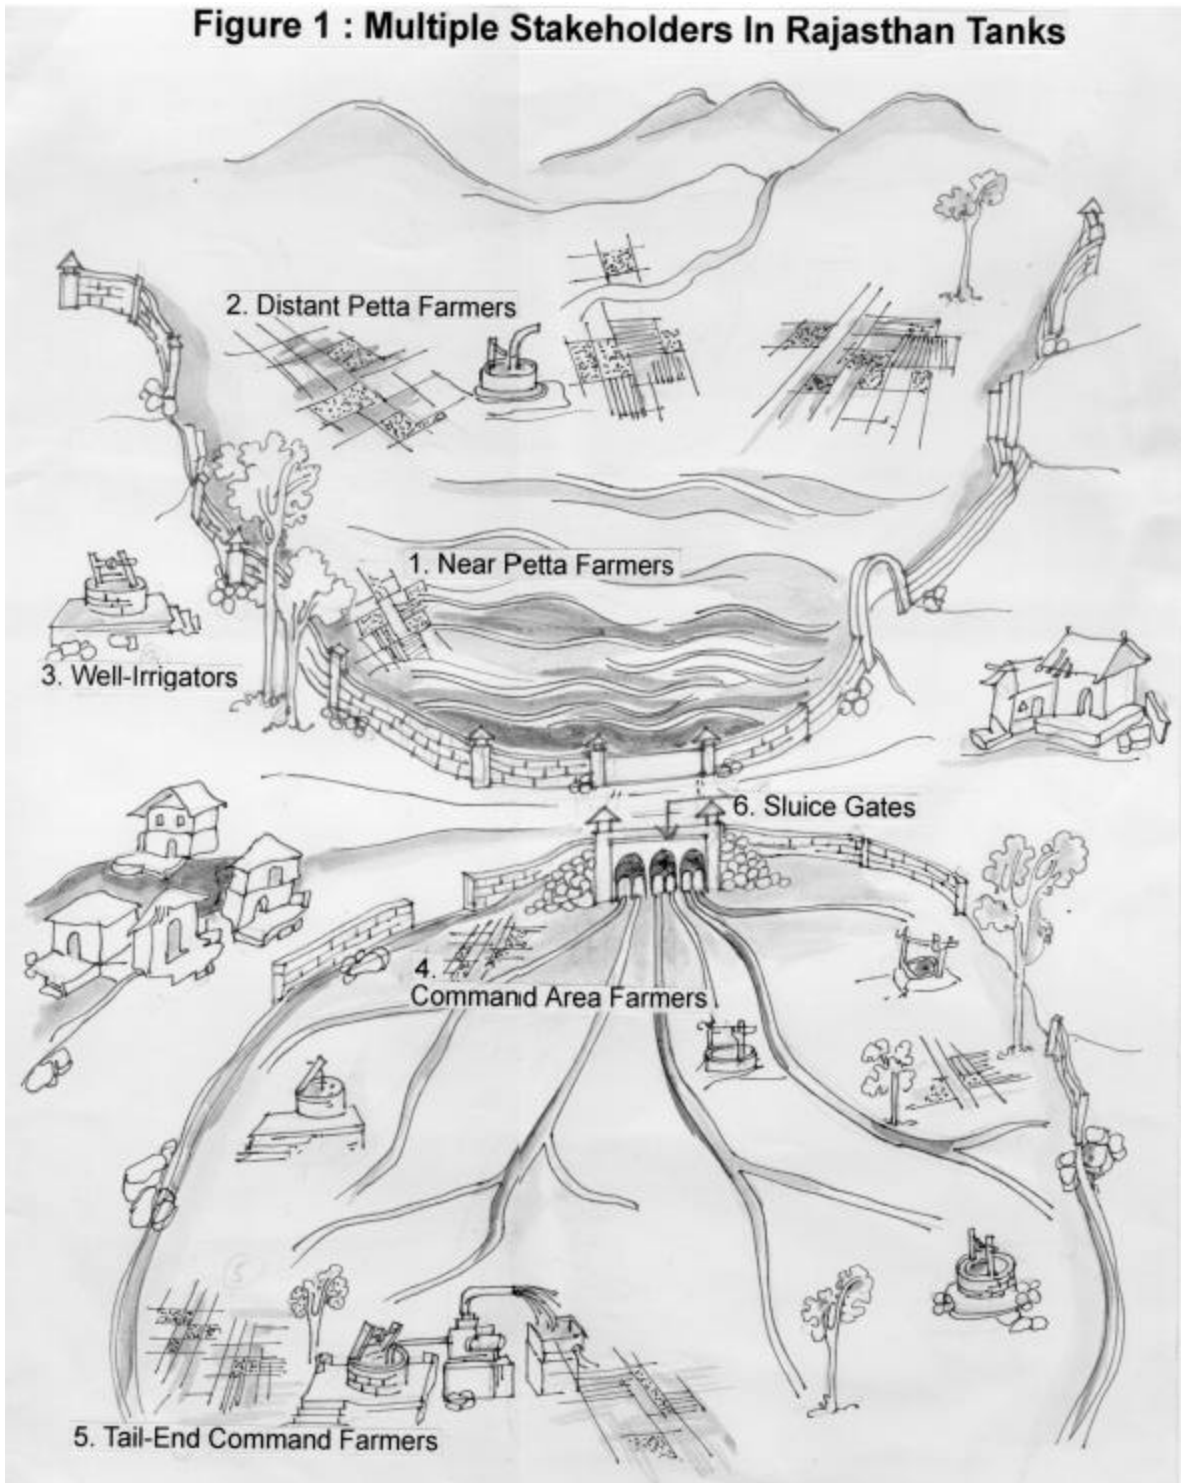 Figure 1 : Multiple Stakeholders In Rajasthan Tanks
2. Distant Petta Farmers
1. Near Petta Farmers
3. Well-Irrigators
6. Sluice Gates
4.
Command Area Farmers
5
5. Tail-End Command Farmers